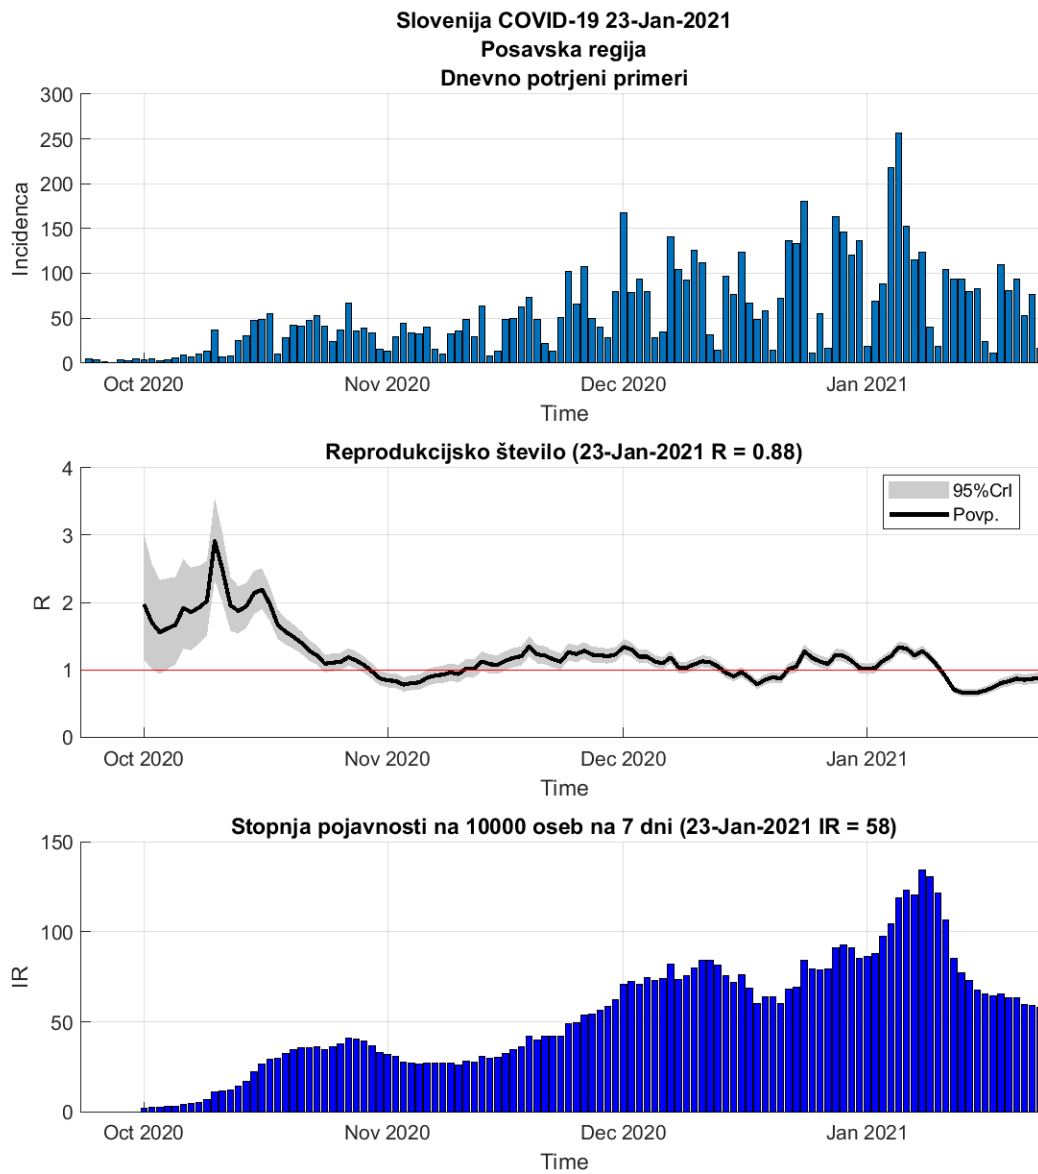 Slovenija COVID-19 23-Jan-2021
Posavska regija
Dnevno potrjeni primeri
300
250
200
150
100
50
0
Incidenca
Oct 2020
Nov 2020
Dec 2020
Jan 2021
Time
Reprodukcijsko število (23-Jan-2021 R = 0.88)
4
3
2
1
0
R
95%CrI
Povp.
Oct 2020
Nov 2020
Dec 2020
Jan 2021
Time
Stopnja pojavnosti na 10000 oseb na 7 dni (23-Jan-2021 IR = 58)
150
100
50
0
IR
Oct 2020
Nov 2020
Dec 2020
Jan 2021
Time